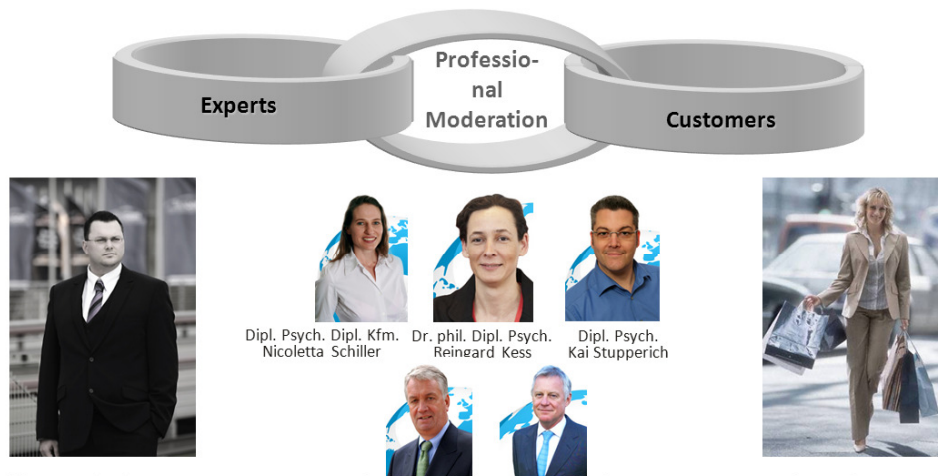 Professio-
nal
Moderation
Experts
Customers
Dipl. Psych. Dipl. Kfm.
Nicoletta Schiller
Dr. phil. Dipl. Psych.
Reingard Kess
Dipl. Psych.
Kai Stupperich